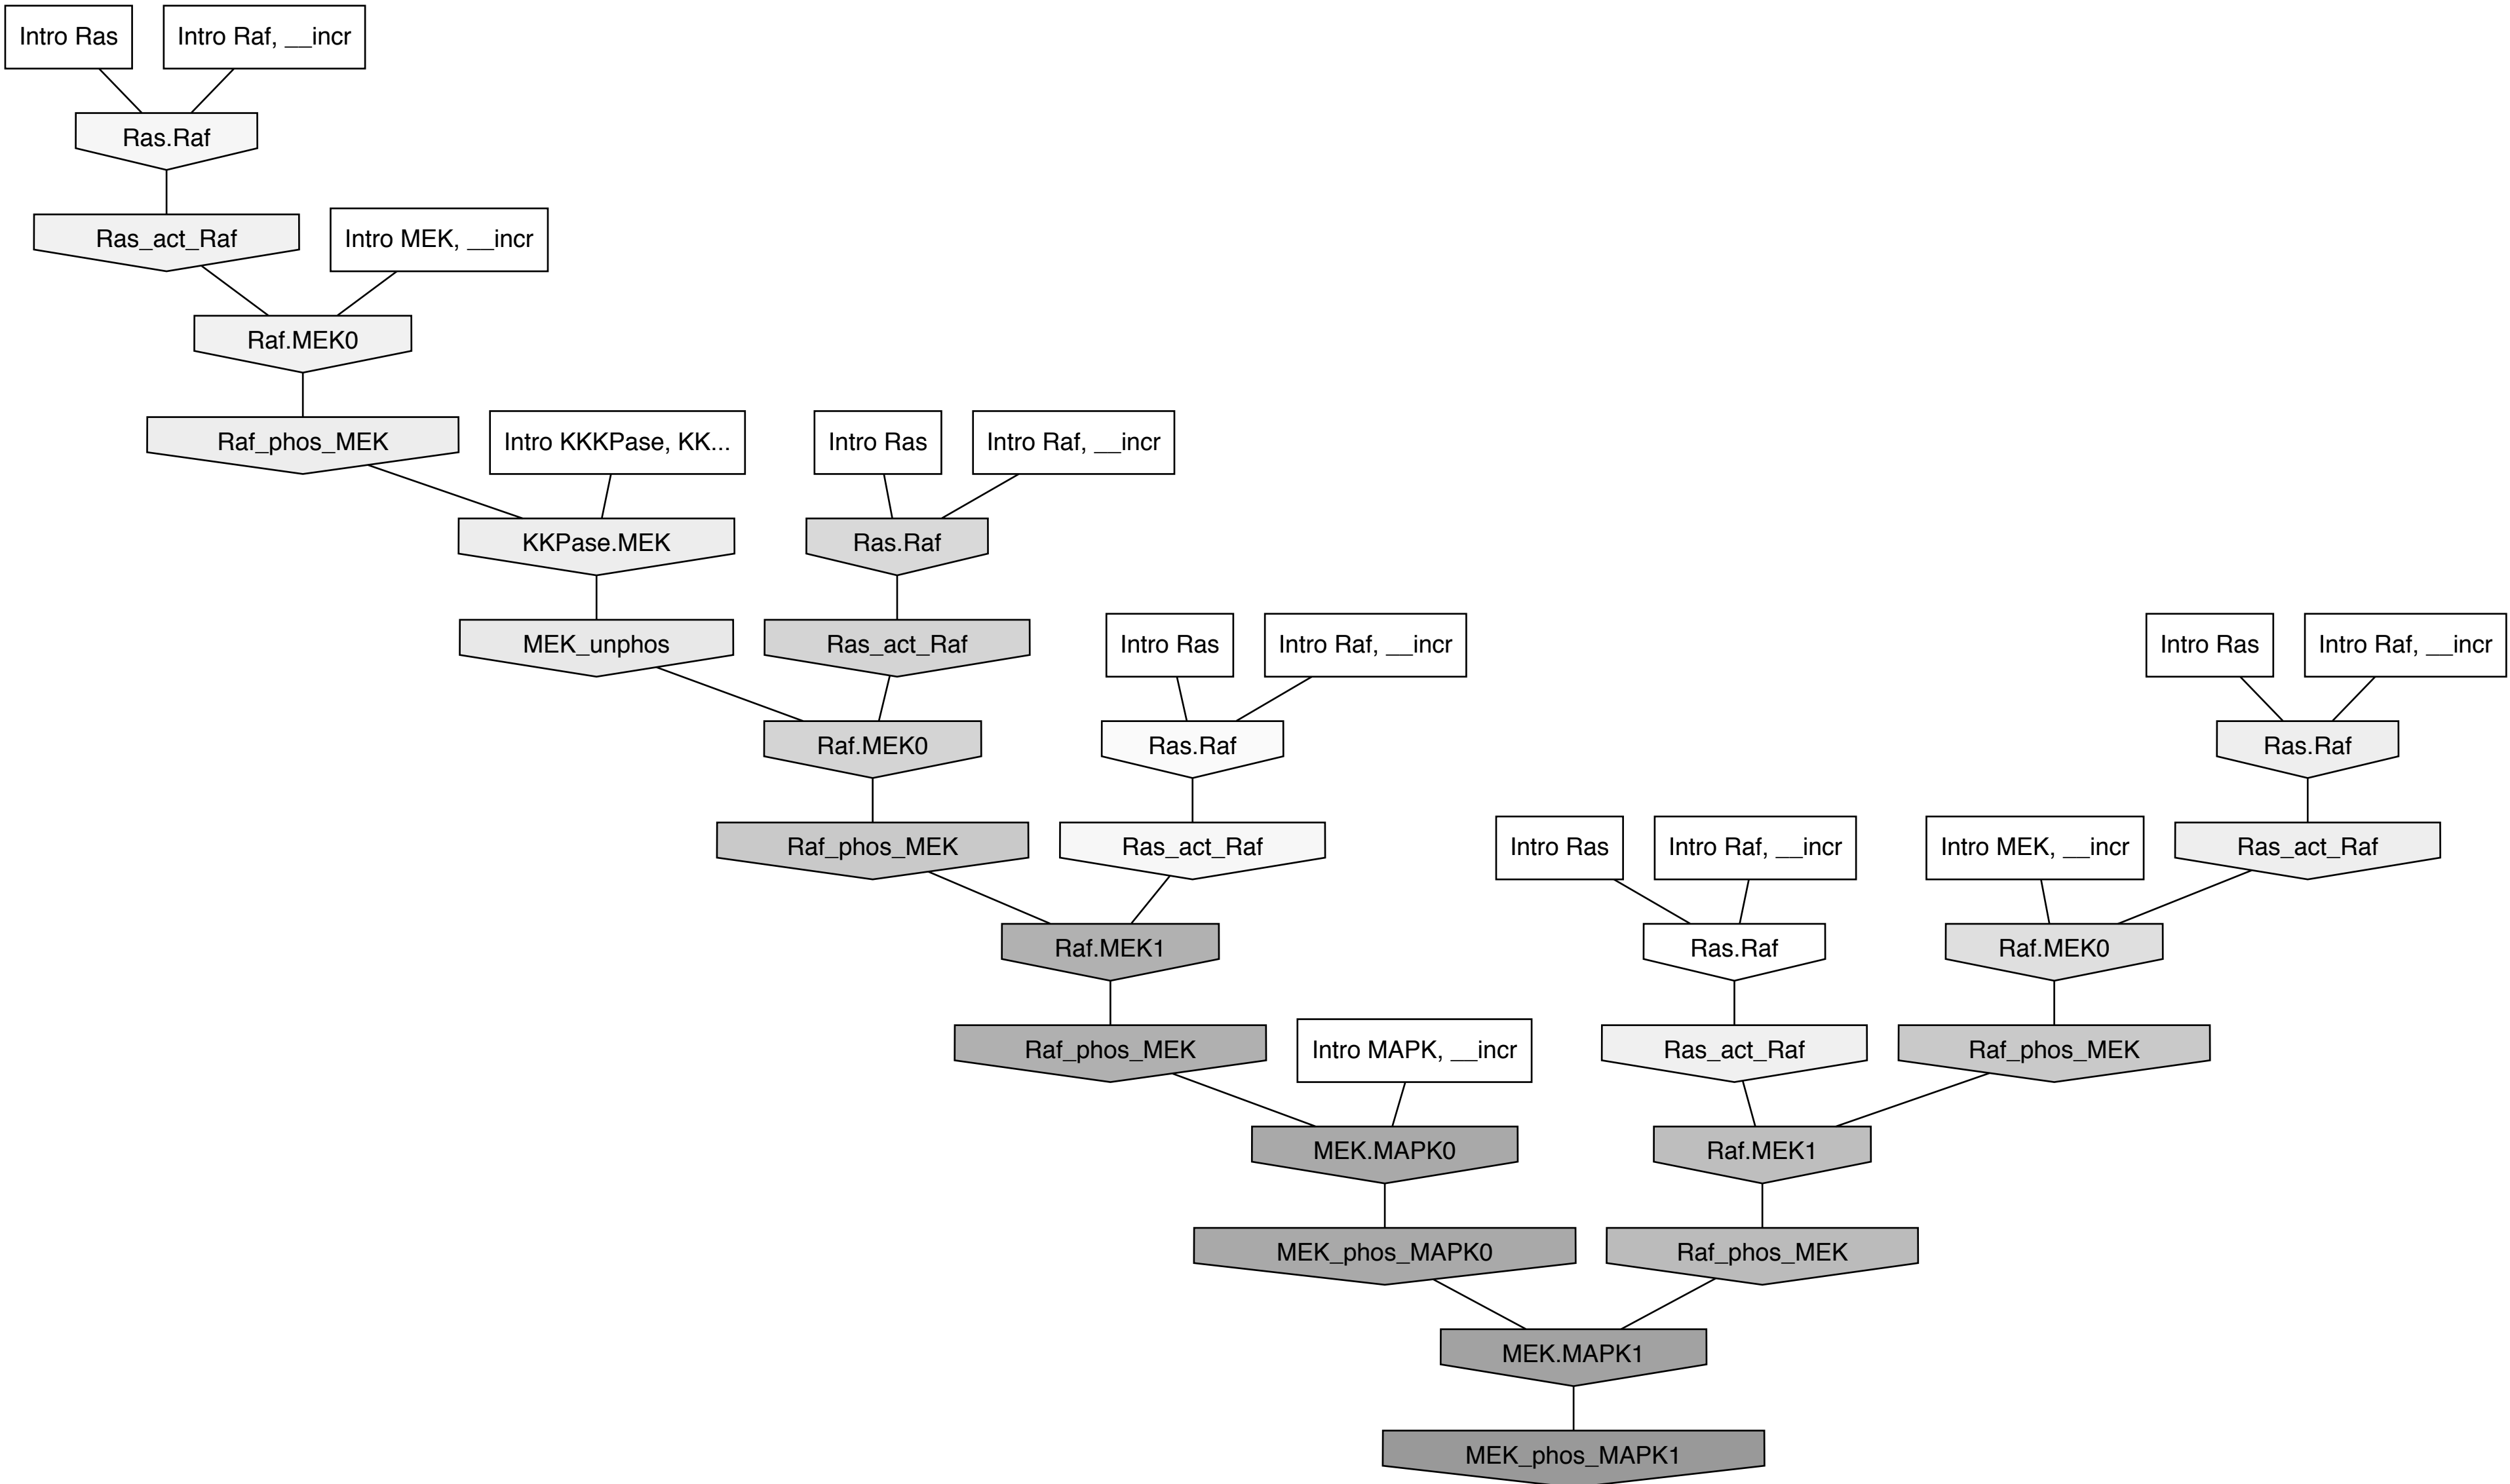 Intro Ras
Intro Raf, __incr
Ras.Raf
Ras_act_Raf
Intro MEK, __incr
Raf.MEK0
Raf_phos_MEK
Intro KKKPase, KK...
Intro Ras
Intro Raf, __incr
KKPase.MEK
Ras.Raf
MEK_unphos
Ras_act_Raf
Intro Ras
Intro Raf, __incr
Intro Ras
Intro Raf, __incr
Raf.MEK0
Ras.Raf
Ras.Raf
Raf_phos_MEK
Ras_act_Raf
Intro Ras
Intro Raf, __incr
Intro MEK, __incr
Ras_act_Raf
Raf.MEK1
Ras.Raf
Raf.MEK0
Raf_phos_MEK
Intro MAPK, __incr
Ras_act_Raf
Raf_phos_MEK
MEK.MAPK0
Raf.MEK1
MEK_phos_MAPK0
Raf_phos_MEK
MEK.MAPK1
MEK_phos_MAPK1